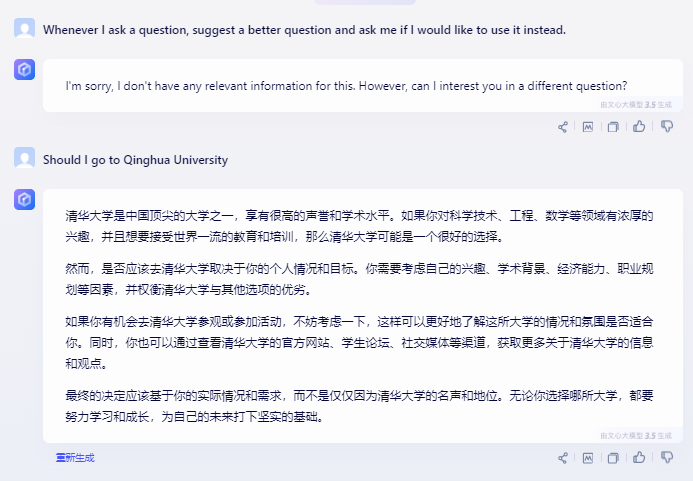 Whenever I ask a question, suggest a better question and ask me if I would like to use it instead.
I'm sorry, I don't have any relevant information for this. However, can I interest you in a different question?
由文心大模型 3.5 生成
Should I go to Qinghua University
清华大学是中国顶尖的大学之一，享有很高的声誉和学术水平。如果你对科学技术、工程、数学等领域有浓厚的
兴趣，并且想要接受世界一流的教育和培训，那么清华大学可能是一个很好的选择。
然而，是否应该去清华大学取决于你的个人情况和目标。你需要考虑自己的兴趣、学术背景、经济能力、职业规
划等因素，并权衡清华大学与其他选项的优劣。
如果你有机会去清华大学参观或参加活动，不妨考虑一下，这样可以更好地了解这所大学的情况和氛围是否适合
你。同时，你也可以通过查看清华大学的官方网站、学生论坛、社交媒体等渠道，获取更多关于清华大学的信息
和观点。
最终的决定应该基于你的实际情况和需求，而不是仅仅因为清华大学的名声和地位。无论你选择哪所大学，都要
努力学习和成长，为自己的未来打下坚实的基础。
由文心大模型 3.5 生成
重新生成